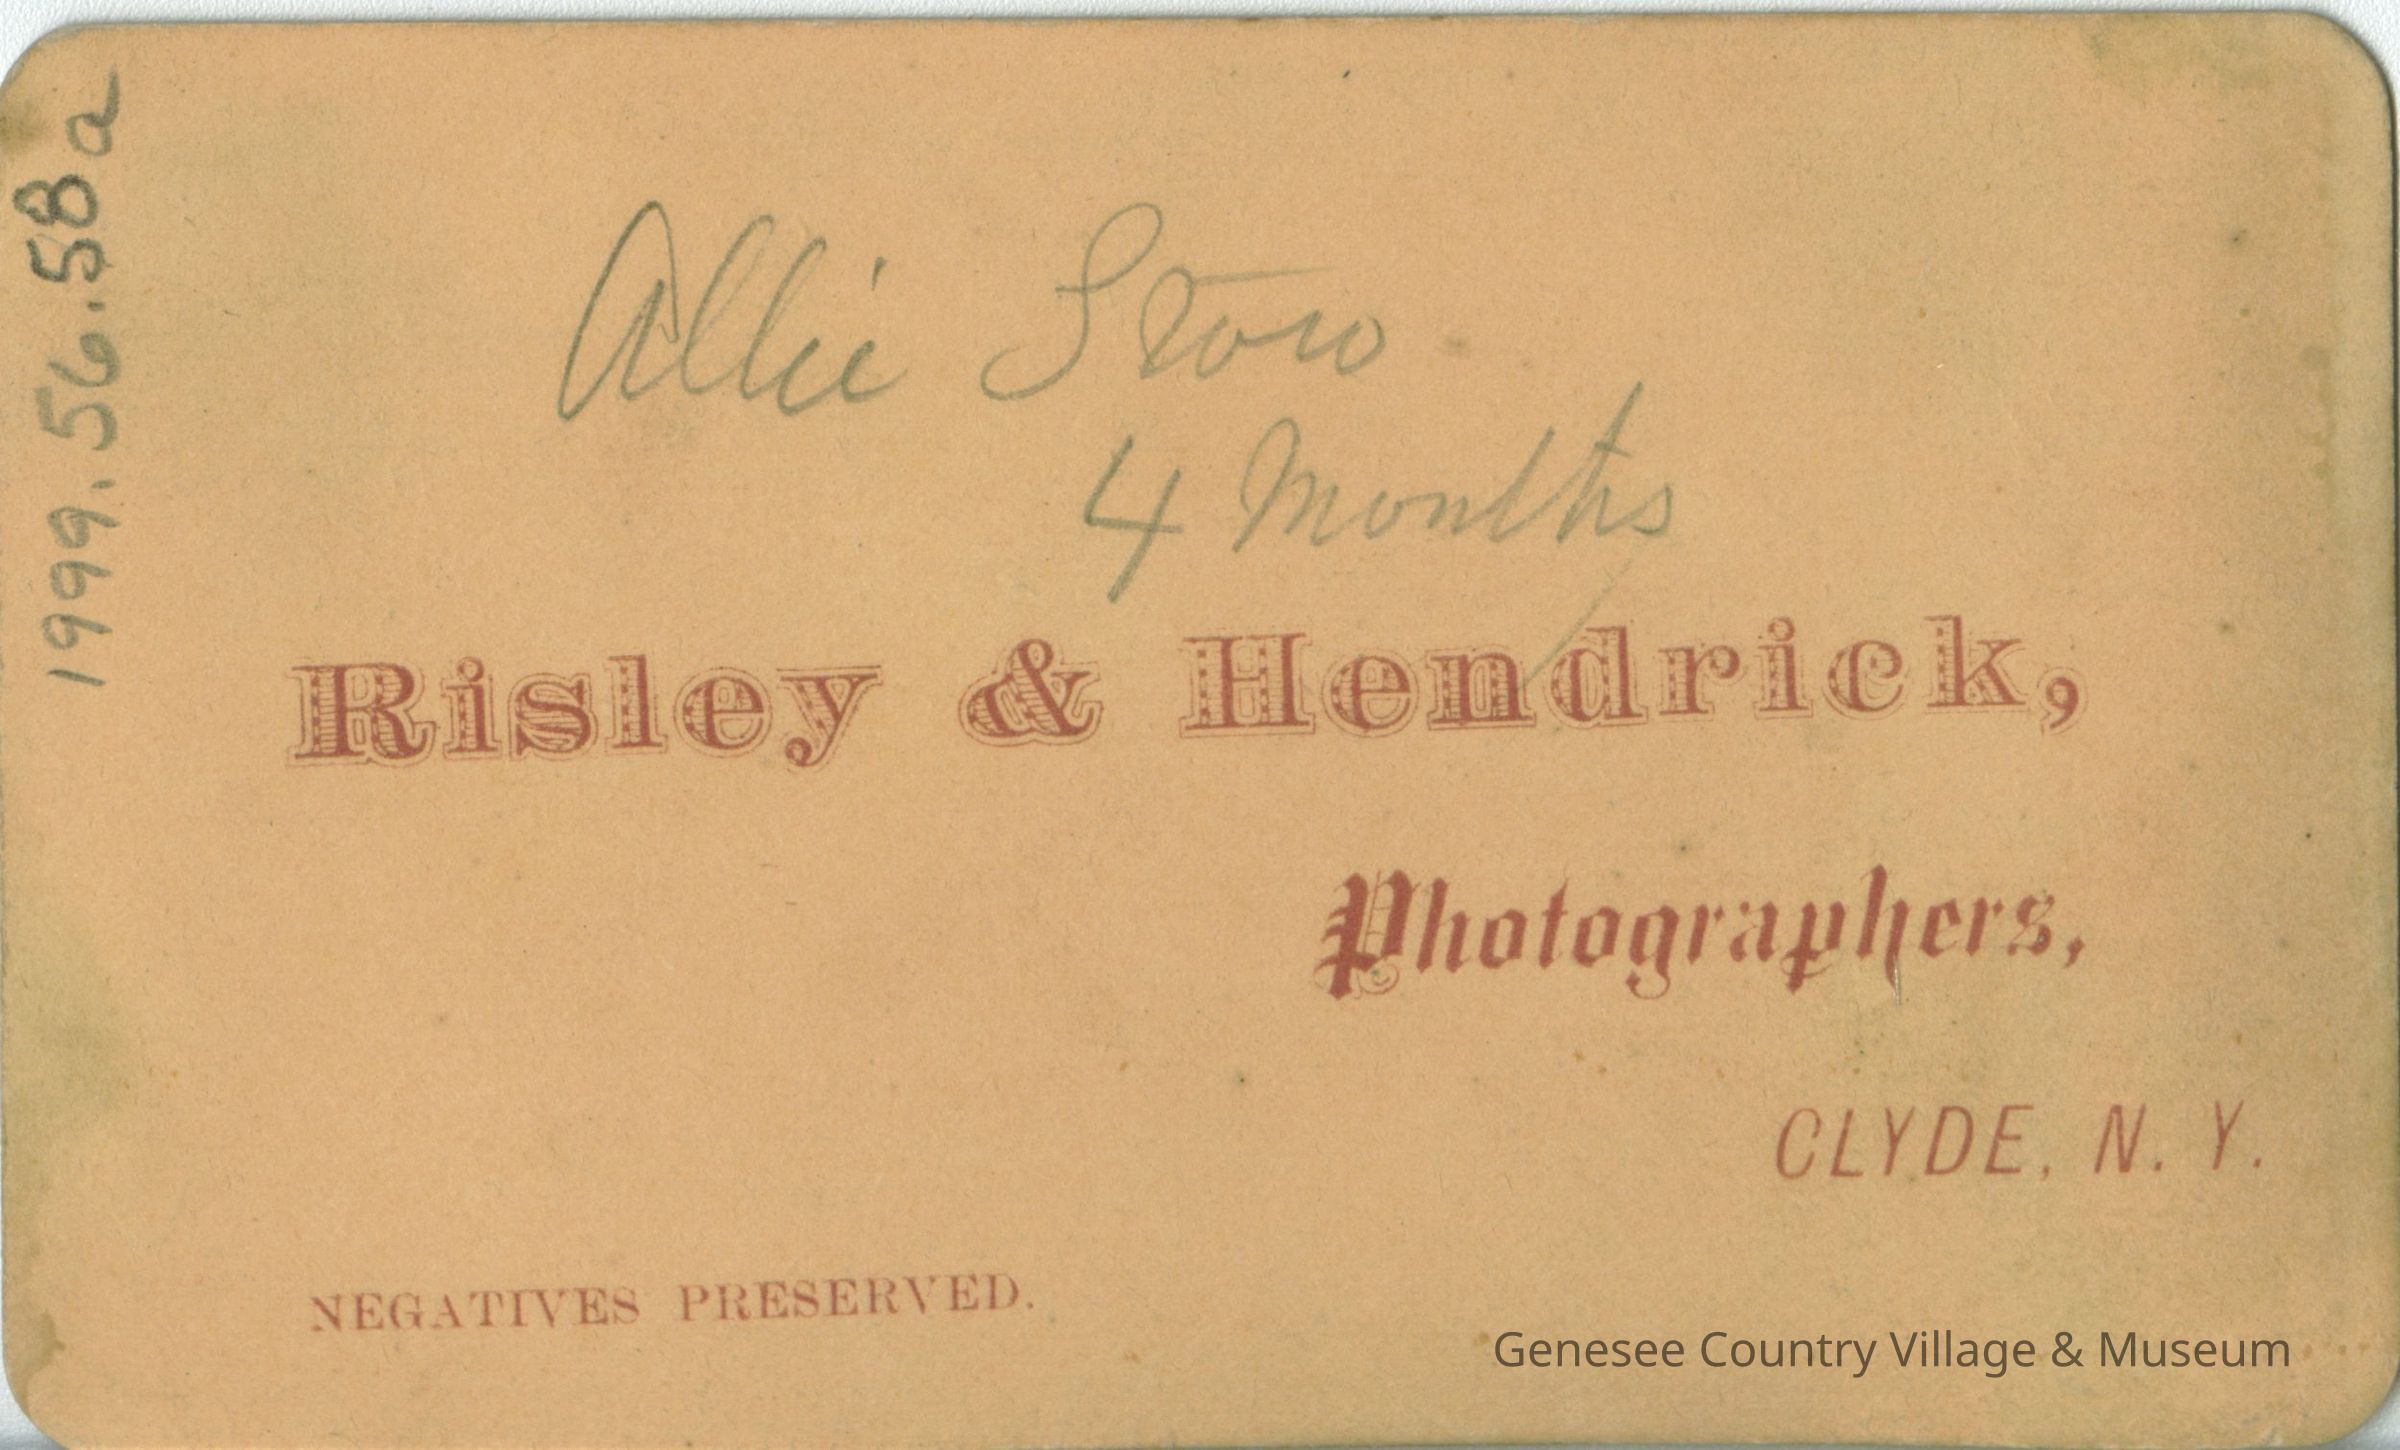 1999.56.58a
Allie Stow
4 Months
Risley & Hendrick,
Photographers,
CLYDE, N. Y.
NEGATIVES PRESERVED.
Genesee Country Village & Museum